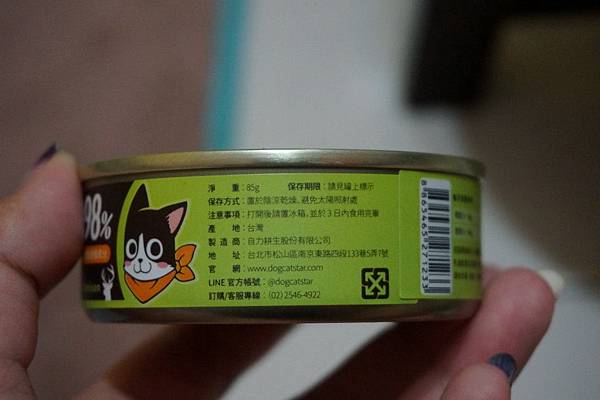 98%
淨　重：85g　保存期限：請見罐上標示
保存方式：置於陰涼乾燥，避免太陽照射處
注意事項：打開後請置冰箱，並於3日內食用完畢
產　地：台灣
製造商：自力耕生股份有限公司
地　址：台北市松山區南京東路四段133巷5弄7號
官　網：www.dogcatstar.com
LINE 官方帳號：@dogcatstar
訂購/客服專線：(02)2546-4922